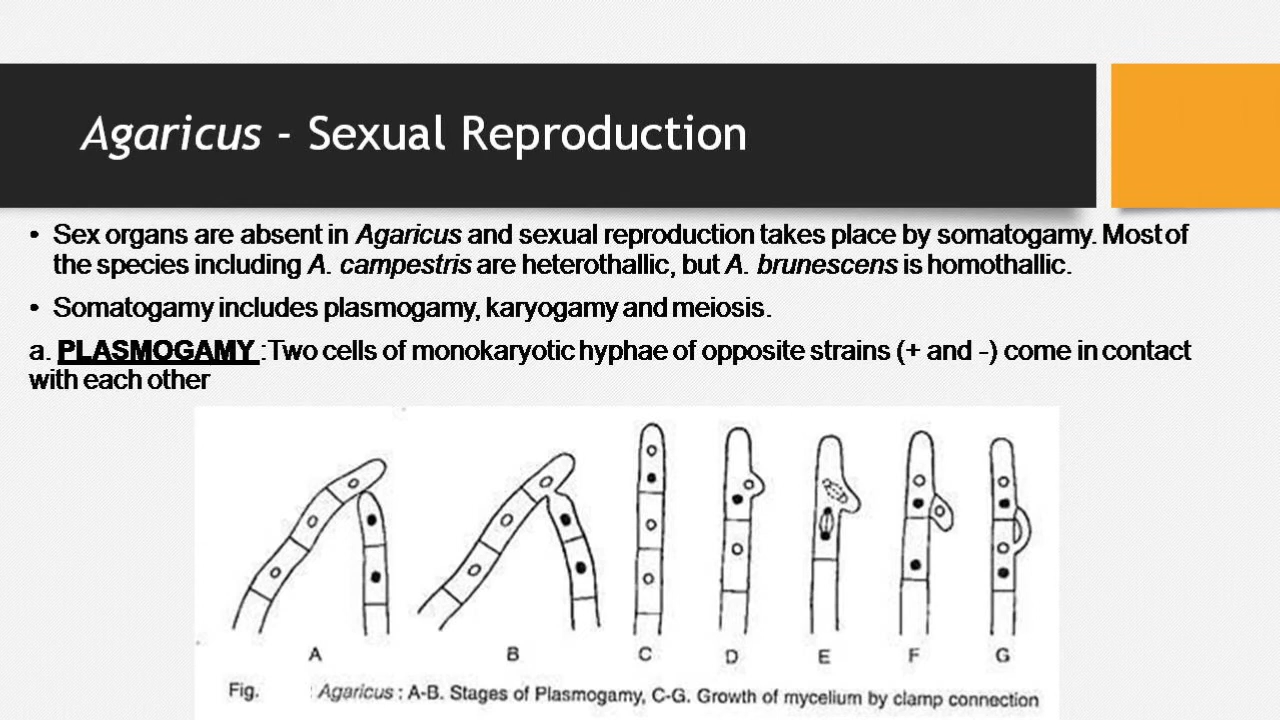 Agaricus - Sexual Reproduction
• Sex organs are absent in Agaricus and sexual reproduction takes place by somatogamy. Most of
the species including A. campestris are heterothallic, but A. brunescens is homothallic.
• Somatogamy includes plasmogamy, karyogamy and meiosis.
a. PLASMOGAMY :Two cells of monokaryotic hyphae of opposite strains (+ and -) come in contact
with each other
A B C D E F G
Fig. : Agaricus : A-B. Stages of Plasmogamy, C-G. Growth of mycelium by clamp connection